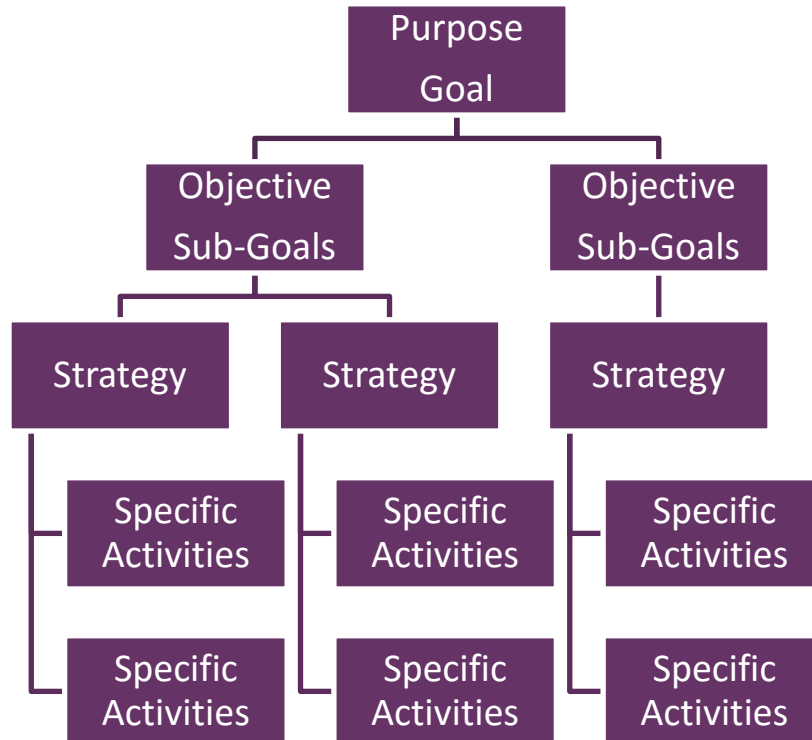 Purpose
Goal
Objective
Sub-Goals
Objective
Sub-Goals
Strategy
Strategy
Strategy
Specific
Activities
Specific
Activities
Specific
Activities
Specific
Activities
Specific
Activities
Specific
Activities